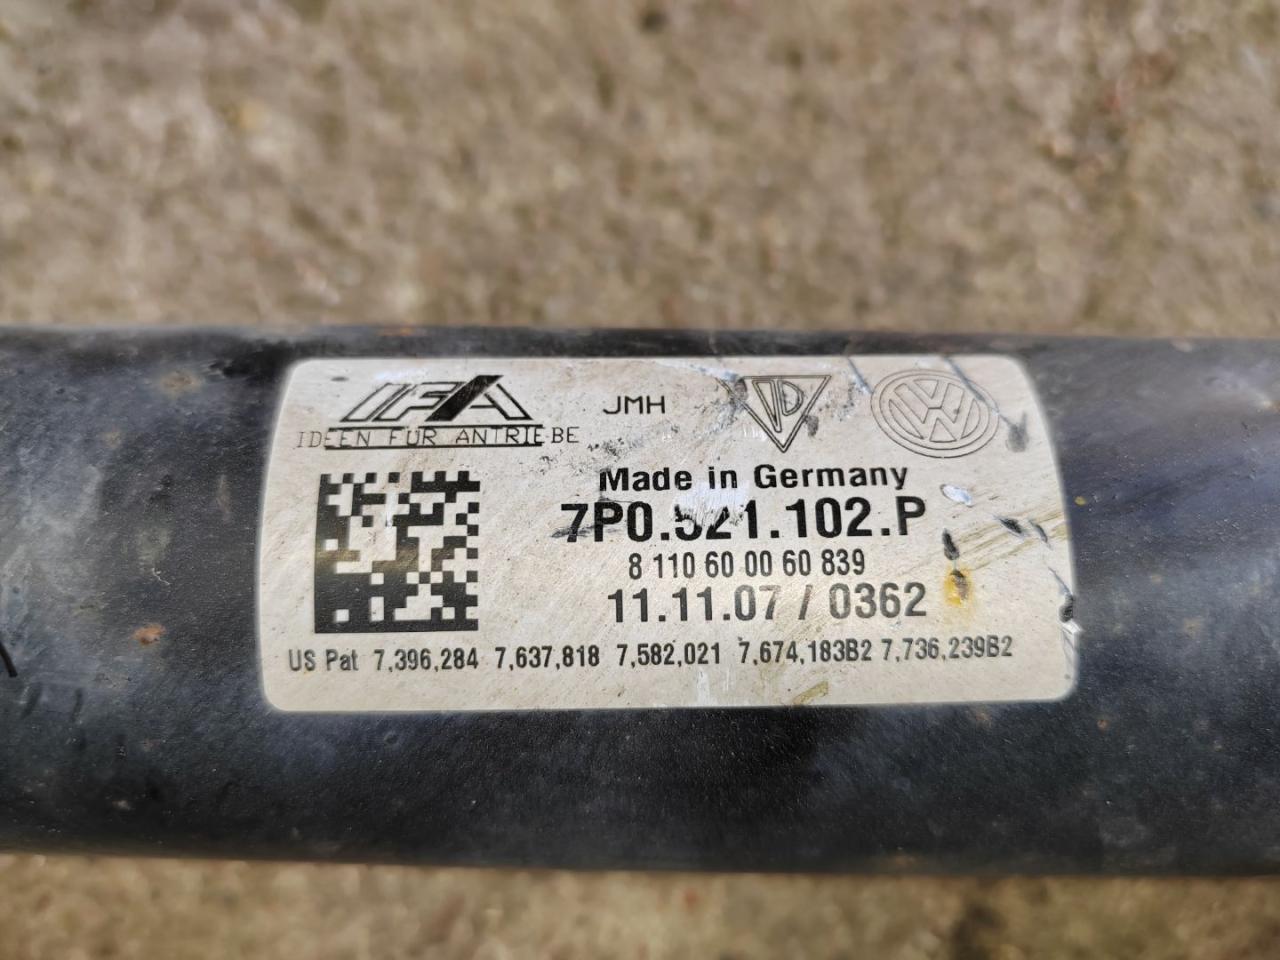 IFA
IDEEN FÜR ANTRIEBE
JMH
VW
Made in Germany
7P0.521.102.P
8 110 60 00 60 839
11.11.07 / 0362
US Pat 7,396,284 7,637,818 7,582,021 7,674,183B2 7,736,239B2